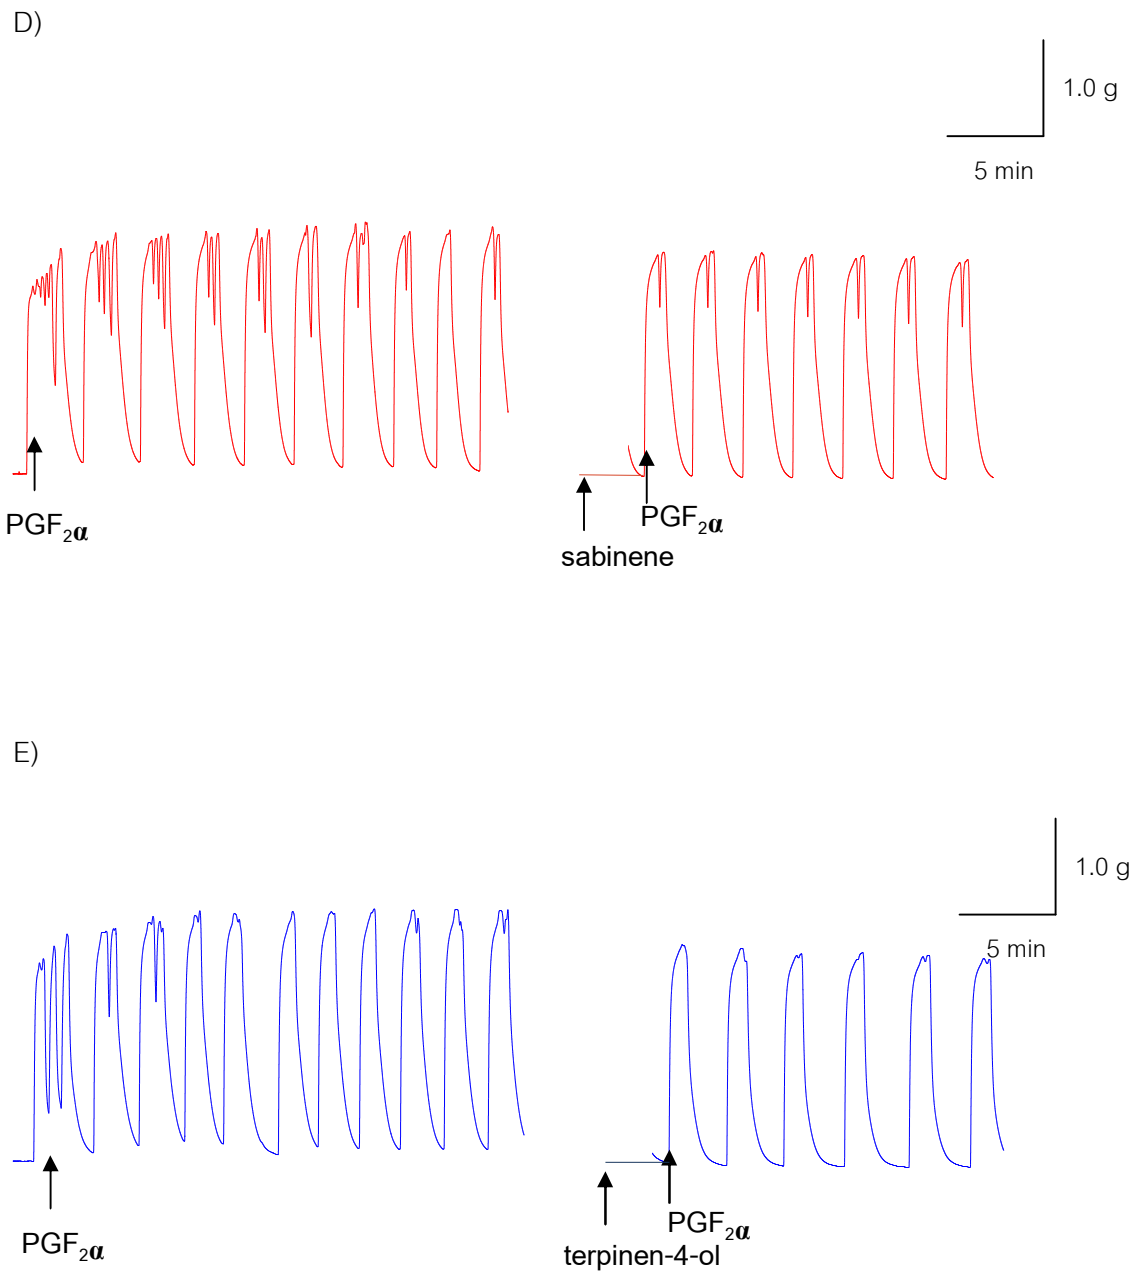 D)
1.0 g
5 min
PGF₂α
PGF₂α
sabinene
E)
1.0 g
5 min
PGF₂α
PGF₂α
terpinen-4-ol